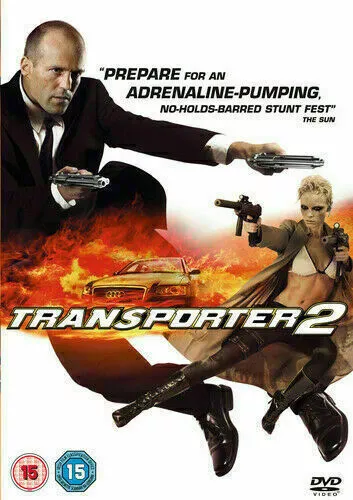 "PREPARE FOR AN
ADRENALINE-PUMPING,
NO-HOLDS-BARRED STUNT FEST"
THE SUN
TRANSPORTER 2
15
15
DVD
VIDEO